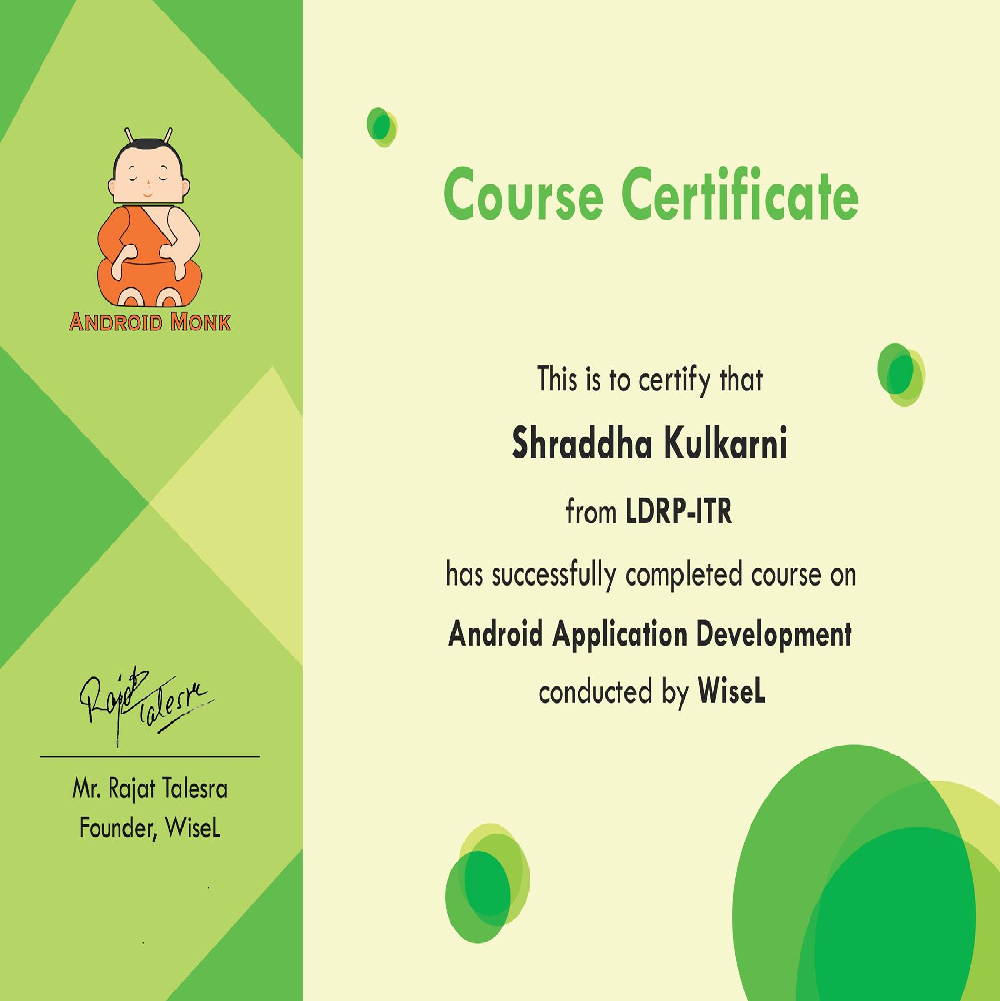 ANDROID MONK
Rajat Talesra
Mr. Rajat Talesra
Founder, WiseL
Course Certificate
This is to certify that
Shraddha Kulkarni
from LDRP-ITR
has successfully completed course on
Android Application Development
conducted by WiseL